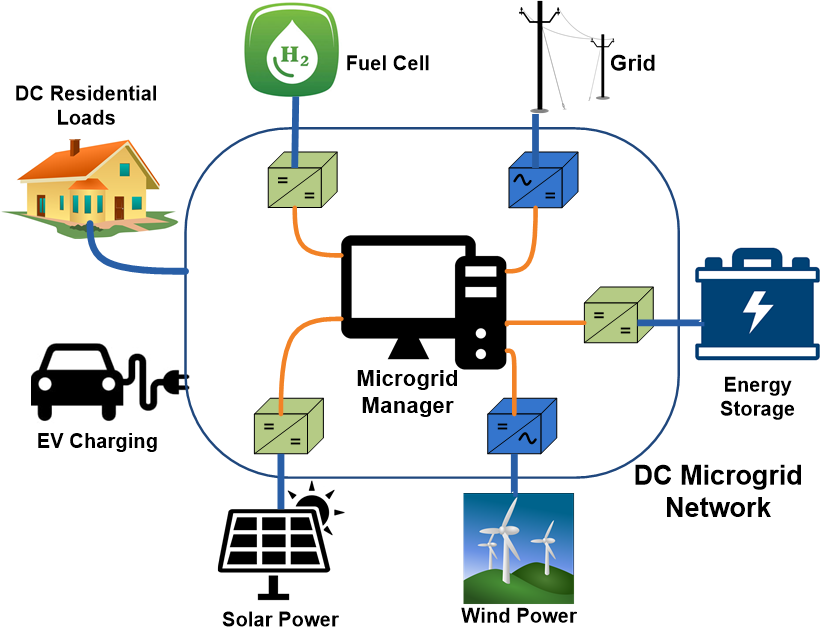 H2
Fuel Cell
Grid
DC Residential
Loads
Microgrid
Manager
Energy
Storage
EV Charging
DC Microgrid
Network
Solar Power
Wind Power